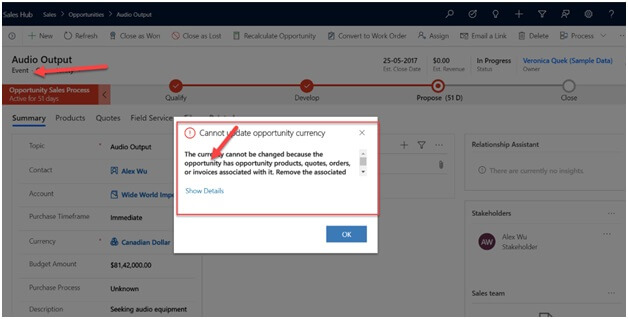 Sales Hub Sales > Opportunities > Audio Output
New Refresh Close as Won Close as Lost Recalculate Opportunity Convert to Work Order Assign Email a Link Delete Process
Audio Output
Event
25-05-2017 $0.00 In Progress Veronica Quek (Sample Data)
Est. Close Date Est. Revenue Status Owner
Opportunity Sales Process
Active for 51 days
Qualify Develop Propose (51 D) Close
Summary Products Quotes Field Service
Cannot update opportunity currency
The currency cannot be changed because the
opportunity has opportunity products, quotes, orders,
or invoices associated with it. Remove the associated
Show Details
OK
Topic * Audio Output
Contact Alex Wu
Account Wide World Impo
Purchase Timeframe Immediate
Currency * Canadian Dollar
Budget Amount $81,42,000.00
Purchase Process Unknown
Description Seeking audio equipment
Relationship Assistant
There are currently no insights.
Stakeholders
AW Alex Wu
Stakeholder
Sales team